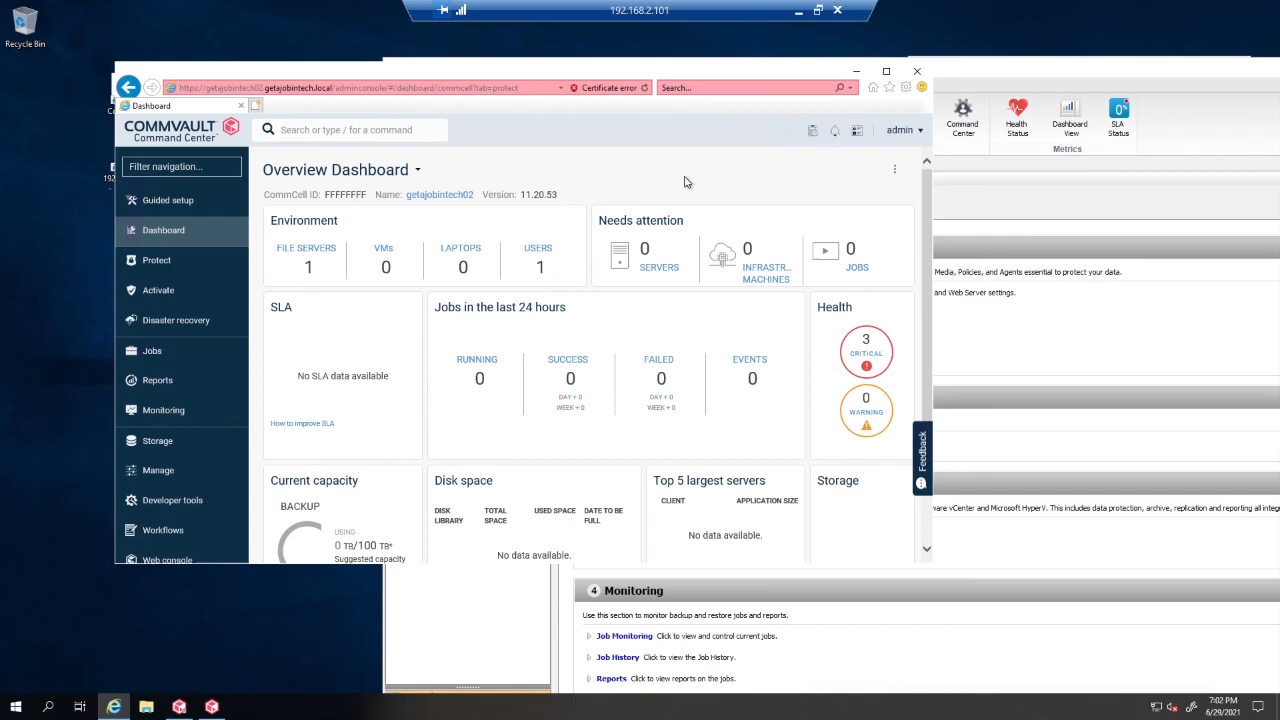 192.168.2.101
Recycle Bin
https://getajobintech02.getajobintech.local/adminconsole/#/dashboard/commcell?tab=protect
Certificate error
Search...
Dashboard
COMMVAULT
Command Center™
Search or type / for a command
admin
Filter navigation...
Guided setup
Dashboard
Protect
Activate
Disaster recovery
Jobs
Reports
Monitoring
Storage
Manage
Developer tools
Workflows
Web console
Overview Dashboard
CommCell ID: FFFFFFFF Name: getajobintech02 Version: 11.20.53
Environment
FILE SERVERS
1
VMs
0
LAPTOPS
0
USERS
1
Needs attention
0
SERVERS
0
INFRASTR...
MACHINES
0
JOBS
SLA
No SLA data available
How to improve SLA
Jobs in the last 24 hours
RUNNING
0
SUCCESS
0
DAY + 0
WEEK + 0
FAILED
0
DAY + 0
WEEK + 0
EVENTS
0
Health
3
CRITICAL
0
WARNING
Feedback
Current capacity
BACKUP
USING
0 TB/100 TB*
Suggested capacity
Disk space
DISK LIBRARY
TOTAL SPACE
USED SPACE
DATE TO BE FULL
No data available.
Top 5 largest servers
CLIENT
APPLICATION SIZE
No data available.
Storage
Command Center
Health Status
Dashboard View
SLA Status
Metrics
Media, Policies, and Agents essential to protect your data.
and Web Server settings.
ware vCenter and Microsoft HyperV. This includes data protection, archive, replication and reporting all integ
4 Monitoring
Use this section to monitor backup and restore jobs and reports.
Job Monitoring Click to view and control current jobs.
Job History Click to view the Job History.
Reports Click to view reports on the jobs.
192
7:02 PM
6/29/2021